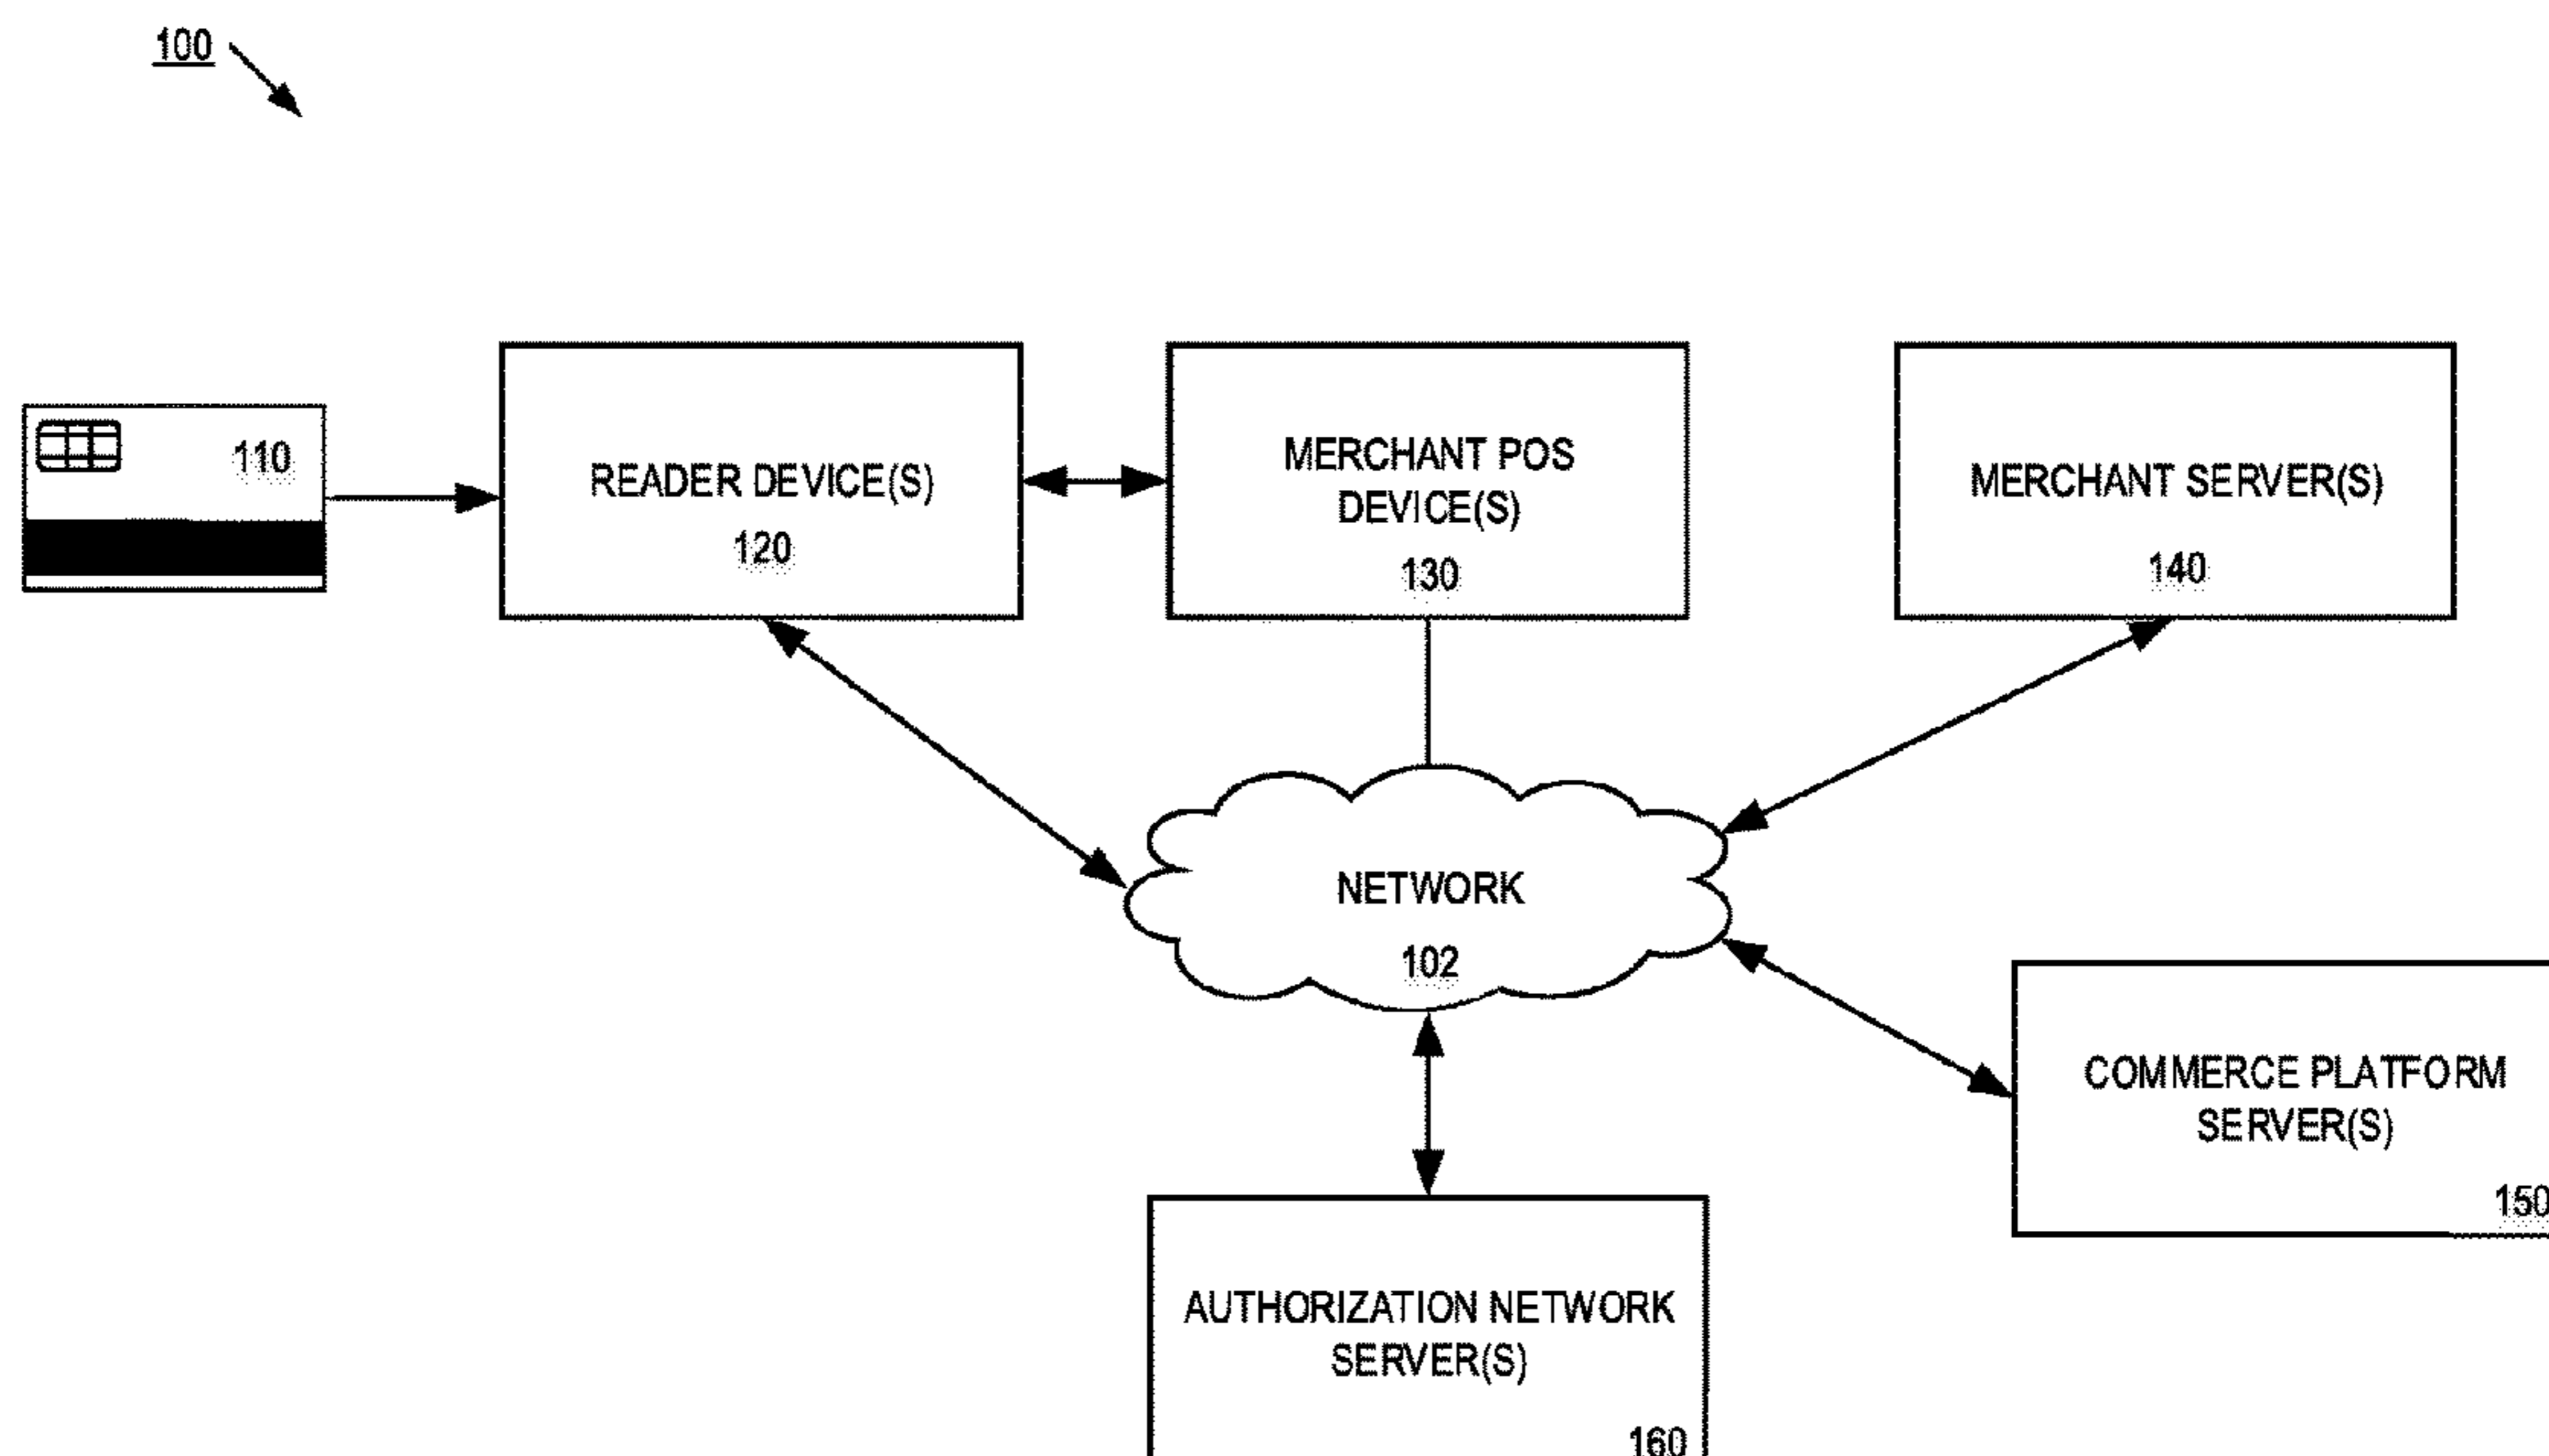 100
110
READER DEVICE(S)
120
MERCHANT POS
DEVICE(S)
130
MERCHANT SERVER(S)
140
NETWORK
102
COMMERCE PLATFORM
SERVER(S)
150
AUTHORIZATION NETWORK
SERVER(S)
160